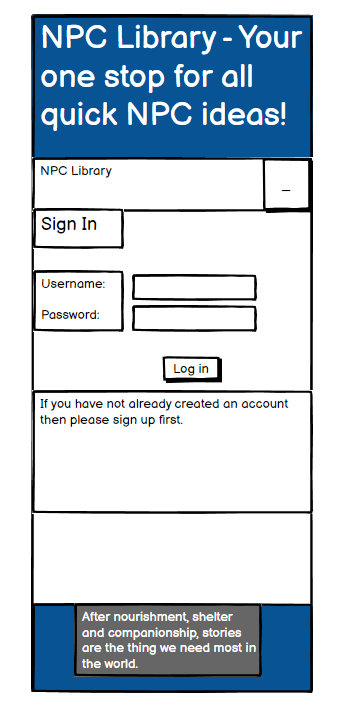 NPC Library - Your
one stop for all
quick NPC ideas!
NPC Library
Sign In
Username:
Password:
Log in
If you have not already created an account
then please sign up first.
After nourishment, shelter
and companionship, stories
are the thing we need most in
the world.